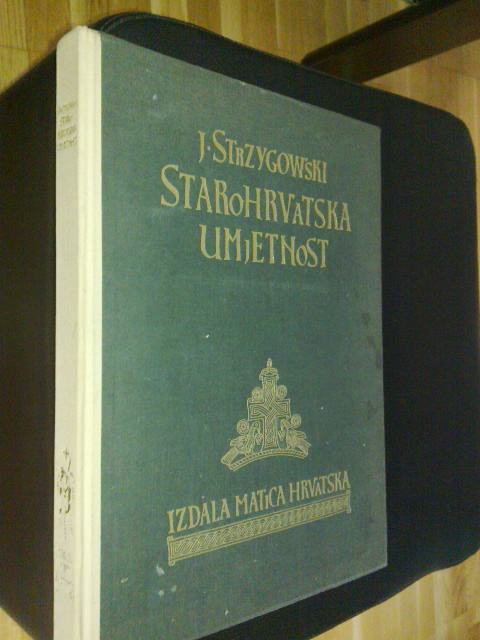 J. STRZYGOWSKI
STAROHRVATSKA
UMJETNOST
IZDALA MATICA HRVATSKA